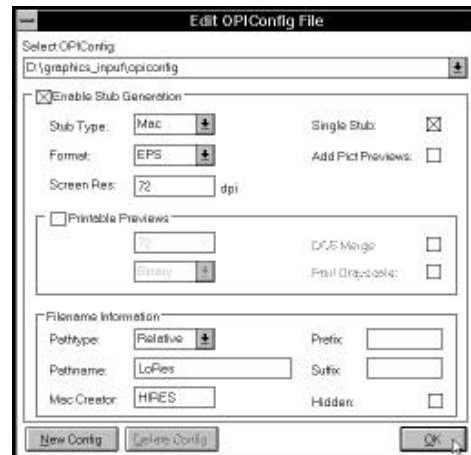 Edit OPIConfig File
Select OPIConfig:
D:\graphics_input\opiconfig
Enable Stub Generation
Stub Type: Mac Single Stub:
Format: EPS Add Pict Previews:
Screen Res: 72 dpi
Printable Previews
72 DCS Merge
Binary Print Grayscale:
Filename Information
Pathtype: Relative Prefix:
Pathname: LoRes Suffix:
Mac Creator: HIRES Hidden:
New Config Delete Config OK